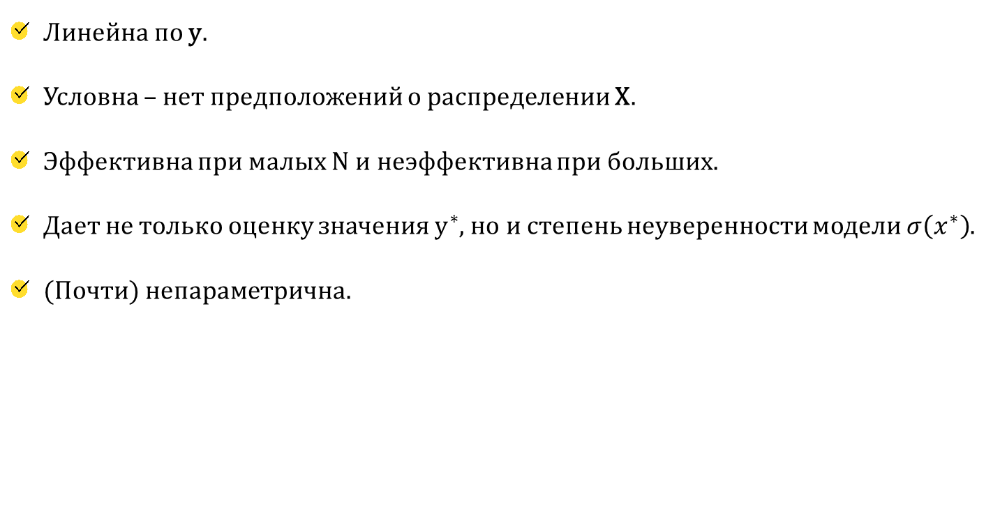 Линейна по y.
Условна – нет предположений о распределении X.
Эффективна при малых N и неэффективна при больших.
Дает не только оценку значения y*, но и степень неуверенности модели σ(x*).
(Почти) непараметрична.